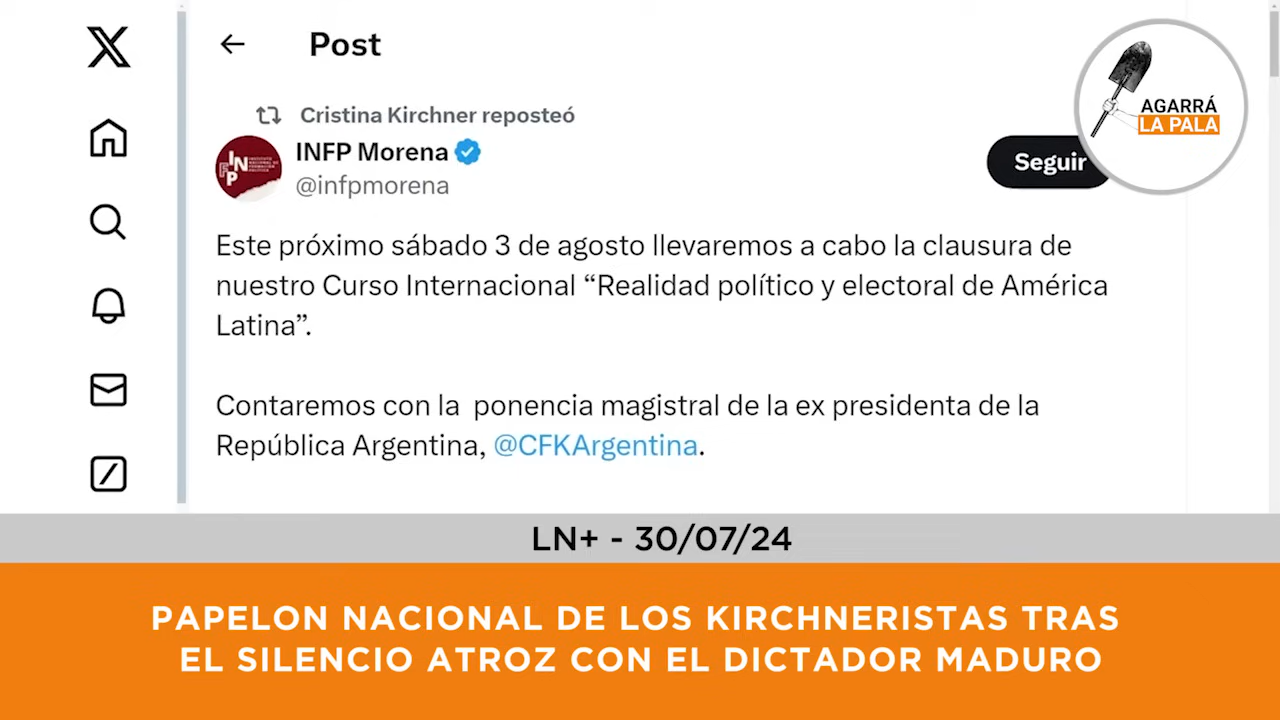 Post
Cristina Kirchner reposteó
INFP Morena
@infpmorena
Seguir
AGARRÁ
LA PALA
Este próximo sábado 3 de agosto llevaremos a cabo la clausura de
nuestro Curso Internacional “Realidad político y electoral de América
Latina”.
Contaremos con la  ponencia magistral de la ex presidenta de la
República Argentina, @CFKArgentina.
LN+ - 30/07/24
PAPELON NACIONAL DE LOS KIRCHNERISTAS TRAS
EL SILENCIO ATROZ CON EL DICTADOR MADURO